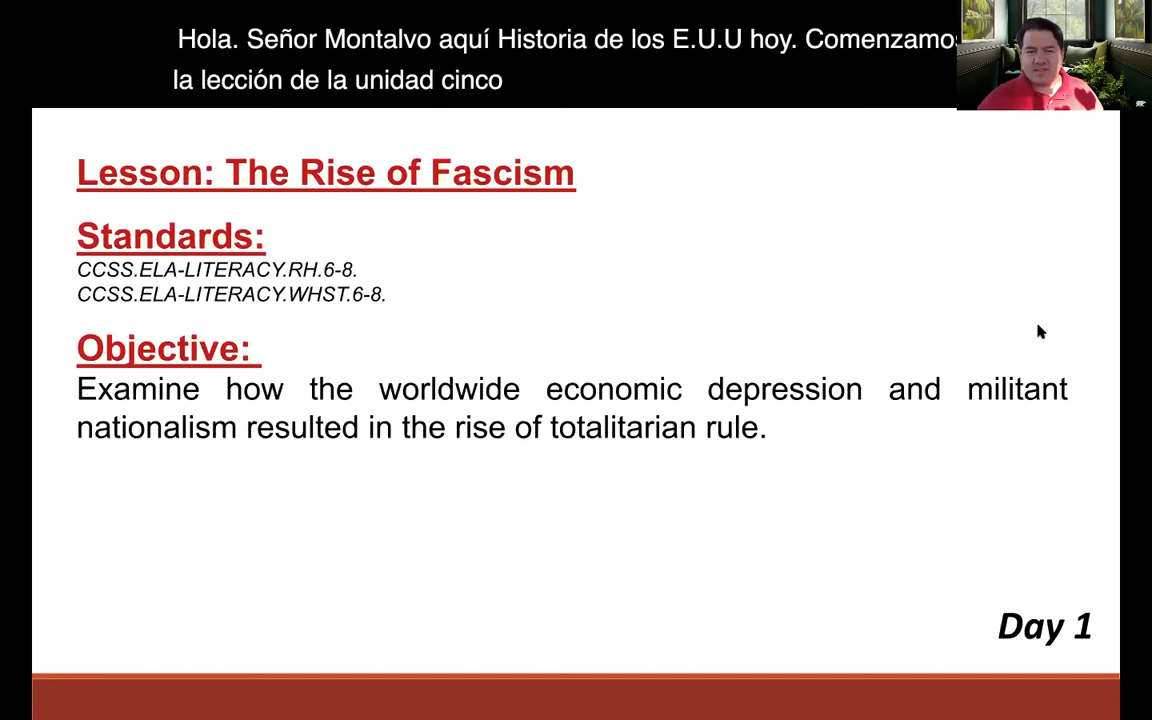 Hola. Señor Montalvo aquí Historia de los E.U.U hoy. Comenzamos
la lección de la unidad cinco
Lesson: The Rise of Fascism
Standards:
CCSS.ELA-LITERACY.RH.6-8.
CCSS.ELA-LITERACY.WHST.6-8.
Objective:
Examine how the worldwide economic depression and militant
nationalism resulted in the rise of totalitarian rule.
Day 1